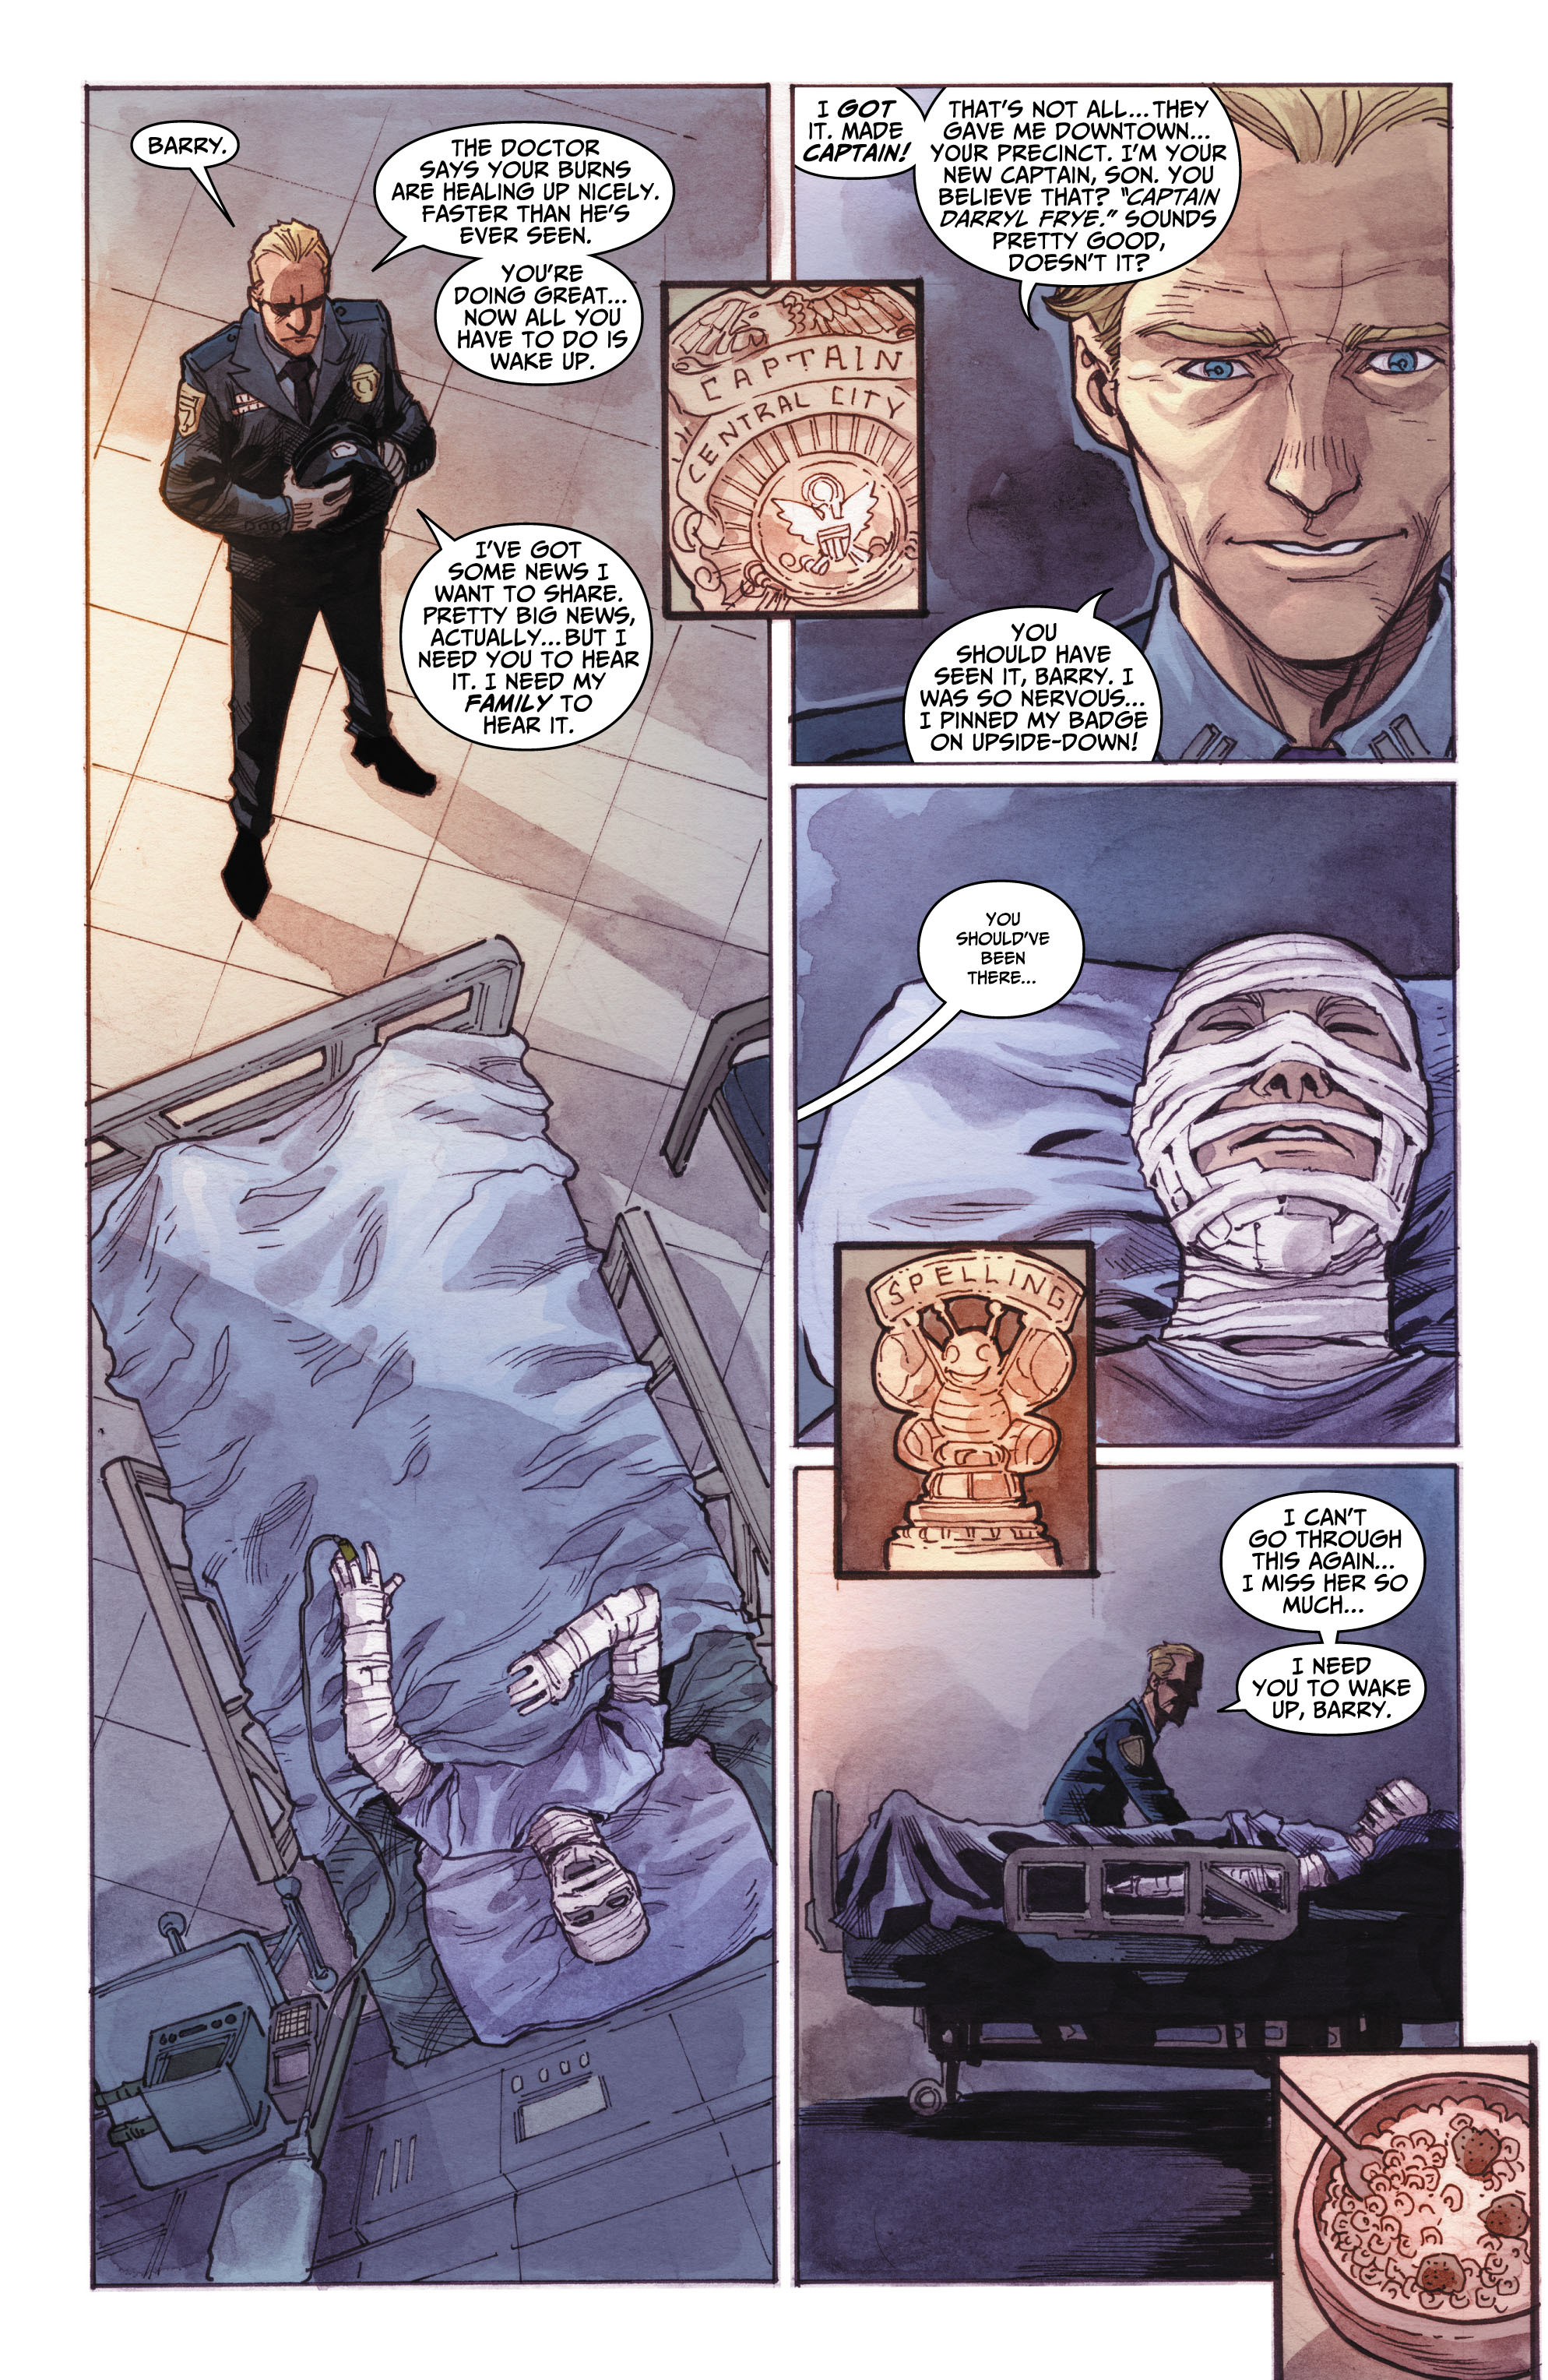 BARRY.
THE DOCTOR
SAYS YOUR BURNS
ARE HEALING UP NICELY.
FASTER THAN HE'S
EVER SEEN.
YOU'RE
DOING GREAT...
NOW ALL YOU
HAVE TO DO IS
WAKE UP.
I'VE GOT
SOME NEWS I
WANT TO SHARE.
PRETTY BIG NEWS,
ACTUALLY...BUT I
NEED YOU TO HEAR
IT. I NEED MY
FAMILY TO
HEAR IT.
I GOT
IT. MADE
CAPTAIN!
THAT'S NOT ALL...THEY
GAVE ME DOWNTOWN...
YOUR PRECINCT. I'M YOUR
NEW CAPTAIN, SON. YOU
BELIEVE THAT? "CAPTAIN
DARRYL FRYE." SOUNDS
PRETTY GOOD,
DOESN'T IT?
CAPTAIN
CENTRAL CITY
YOU
SHOULD HAVE
SEEN IT, BARRY. I
WAS SO NERVOUS...
I PINNED MY BADGE
ON UPSIDE-DOWN!
YOU
SHOULD'VE
BEEN
THERE...
SPELLING
I CAN'T
GO THROUGH
THIS AGAIN...
I MISS HER SO
MUCH...
I NEED
YOU TO WAKE
UP, BARRY.